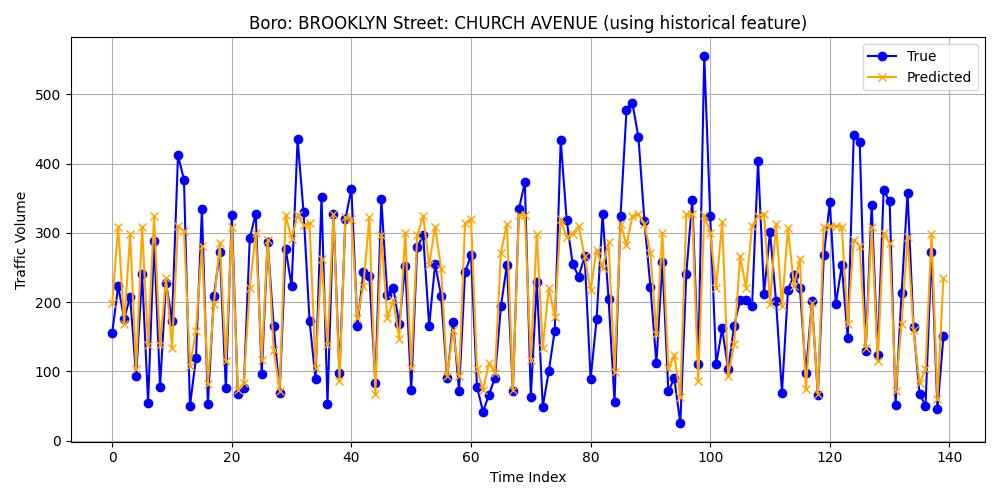 Boro: BROOKLYN Street: CHURCH AVENUE (using historical feature)
True
Predicted
Traffic Volume
500
400
300
200
100
0
0 20 40 60 80 100 120 140
Time Index